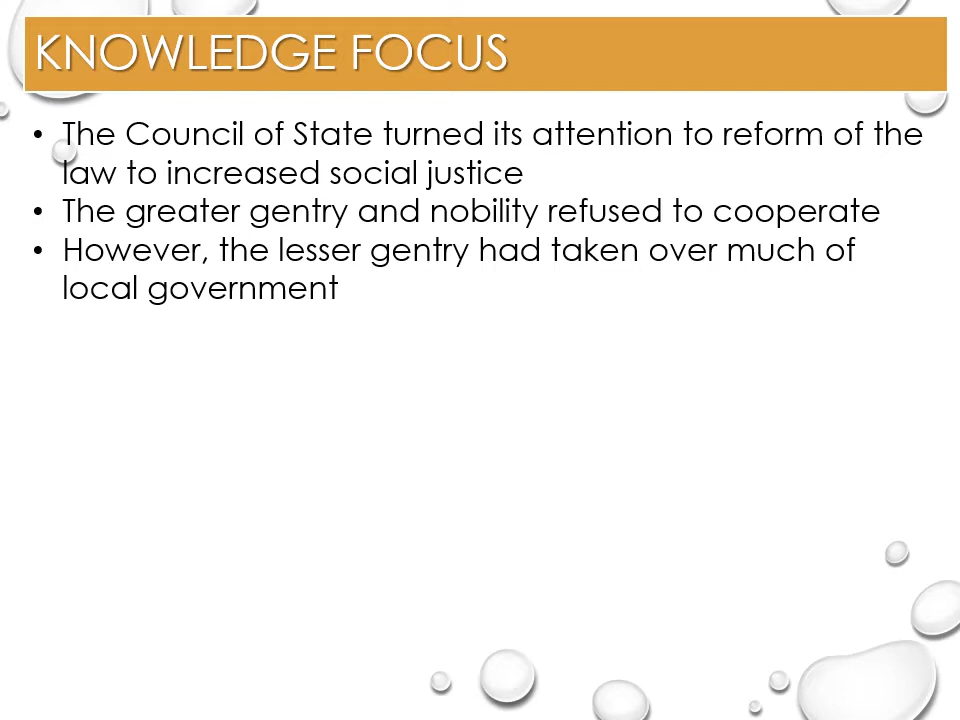 KNOWLEDGE FOCUS
• The Council of State turned its attention to reform of the
law to increased social justice
• The greater gentry and nobility refused to cooperate
• However, the lesser gentry had taken over much of
local government